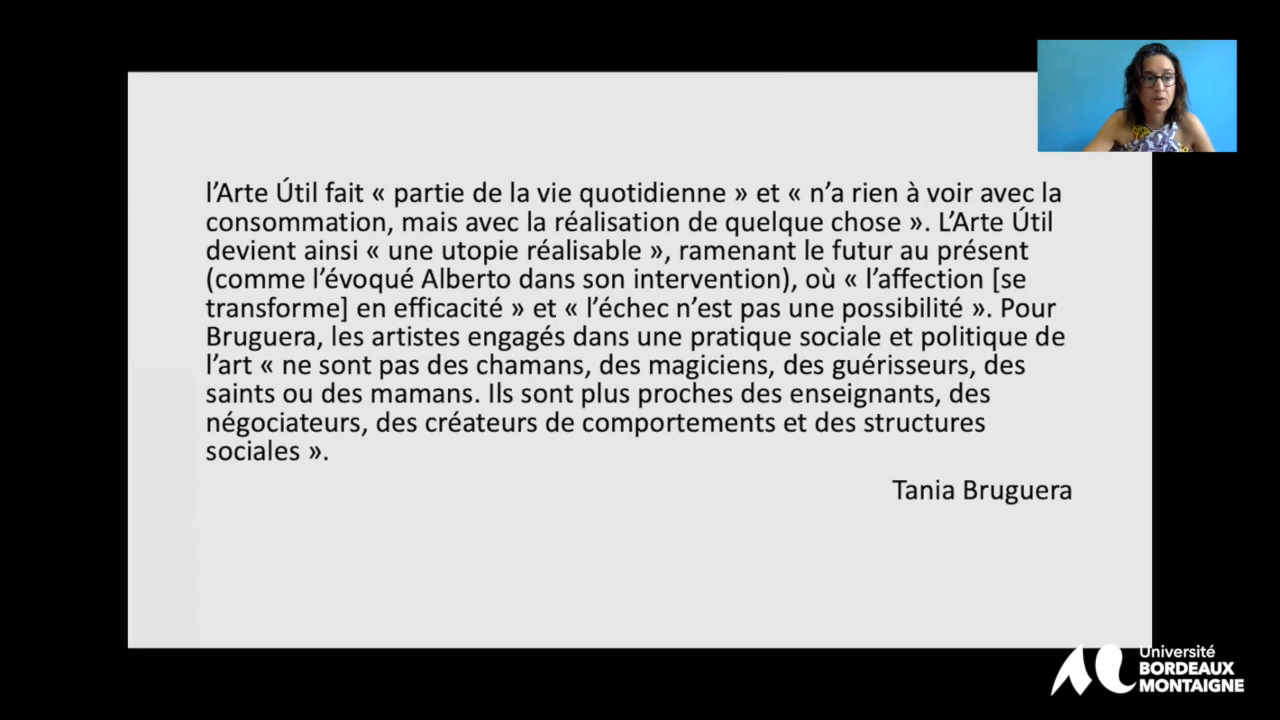 l’Arte Útil fait « partie de la vie quotidienne » et « n’a rien à voir avec la
consommation, mais avec la réalisation de quelque chose ». L’Arte Útil
devient ainsi « une utopie réalisable », ramenant le futur au présent
(comme l’évoqué Alberto dans son intervention), où « l’affection [se
transforme] en efficacité » et « l’échec n’est pas une possibilité ». Pour
Bruguera, les artistes engagés dans une pratique sociale et politique de
l’art « ne sont pas des chamans, des magiciens, des guérisseurs, des
saints ou des mamans. Ils sont plus proches des enseignants, des
négociateurs, des créateurs de comportements et des structures
sociales ».
Tania Bruguera
Université
BORDEAUX
MONTAIGNE